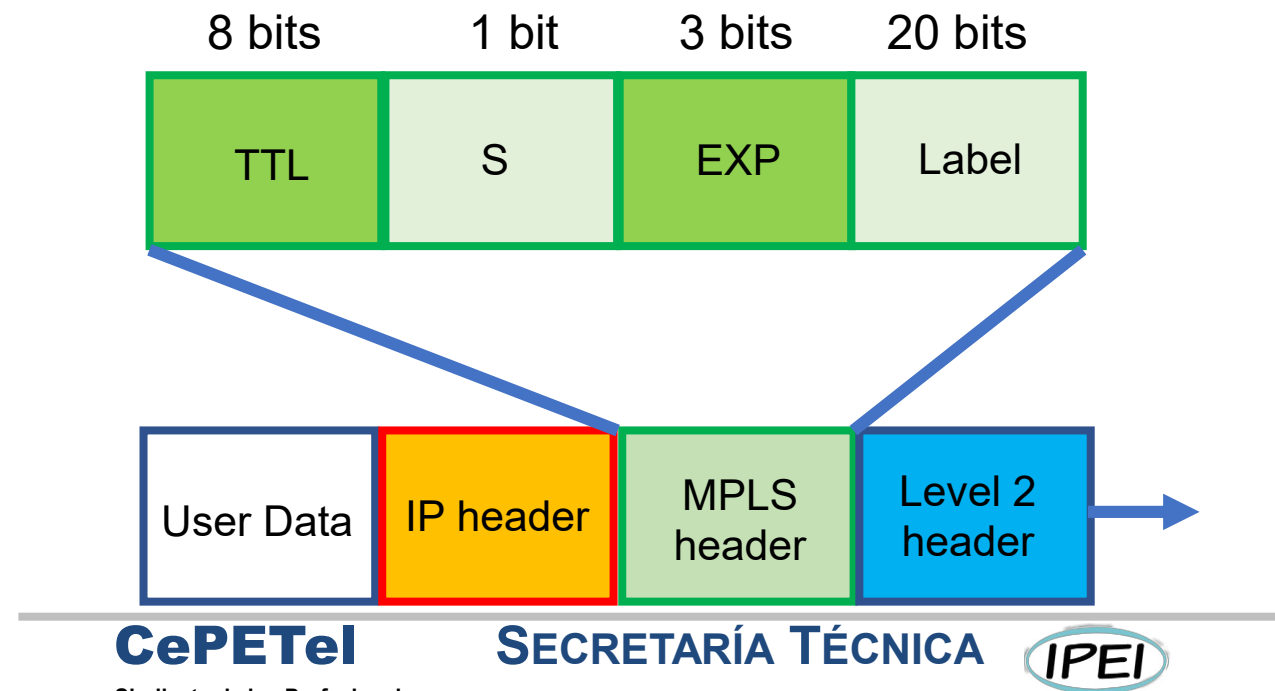 8 bits 1 bit 3 bits 20 bits
TTL S EXP Label
User Data IP header MPLS header Level 2 header
CePETel SECRETARÍA TÉCNICA IPEI